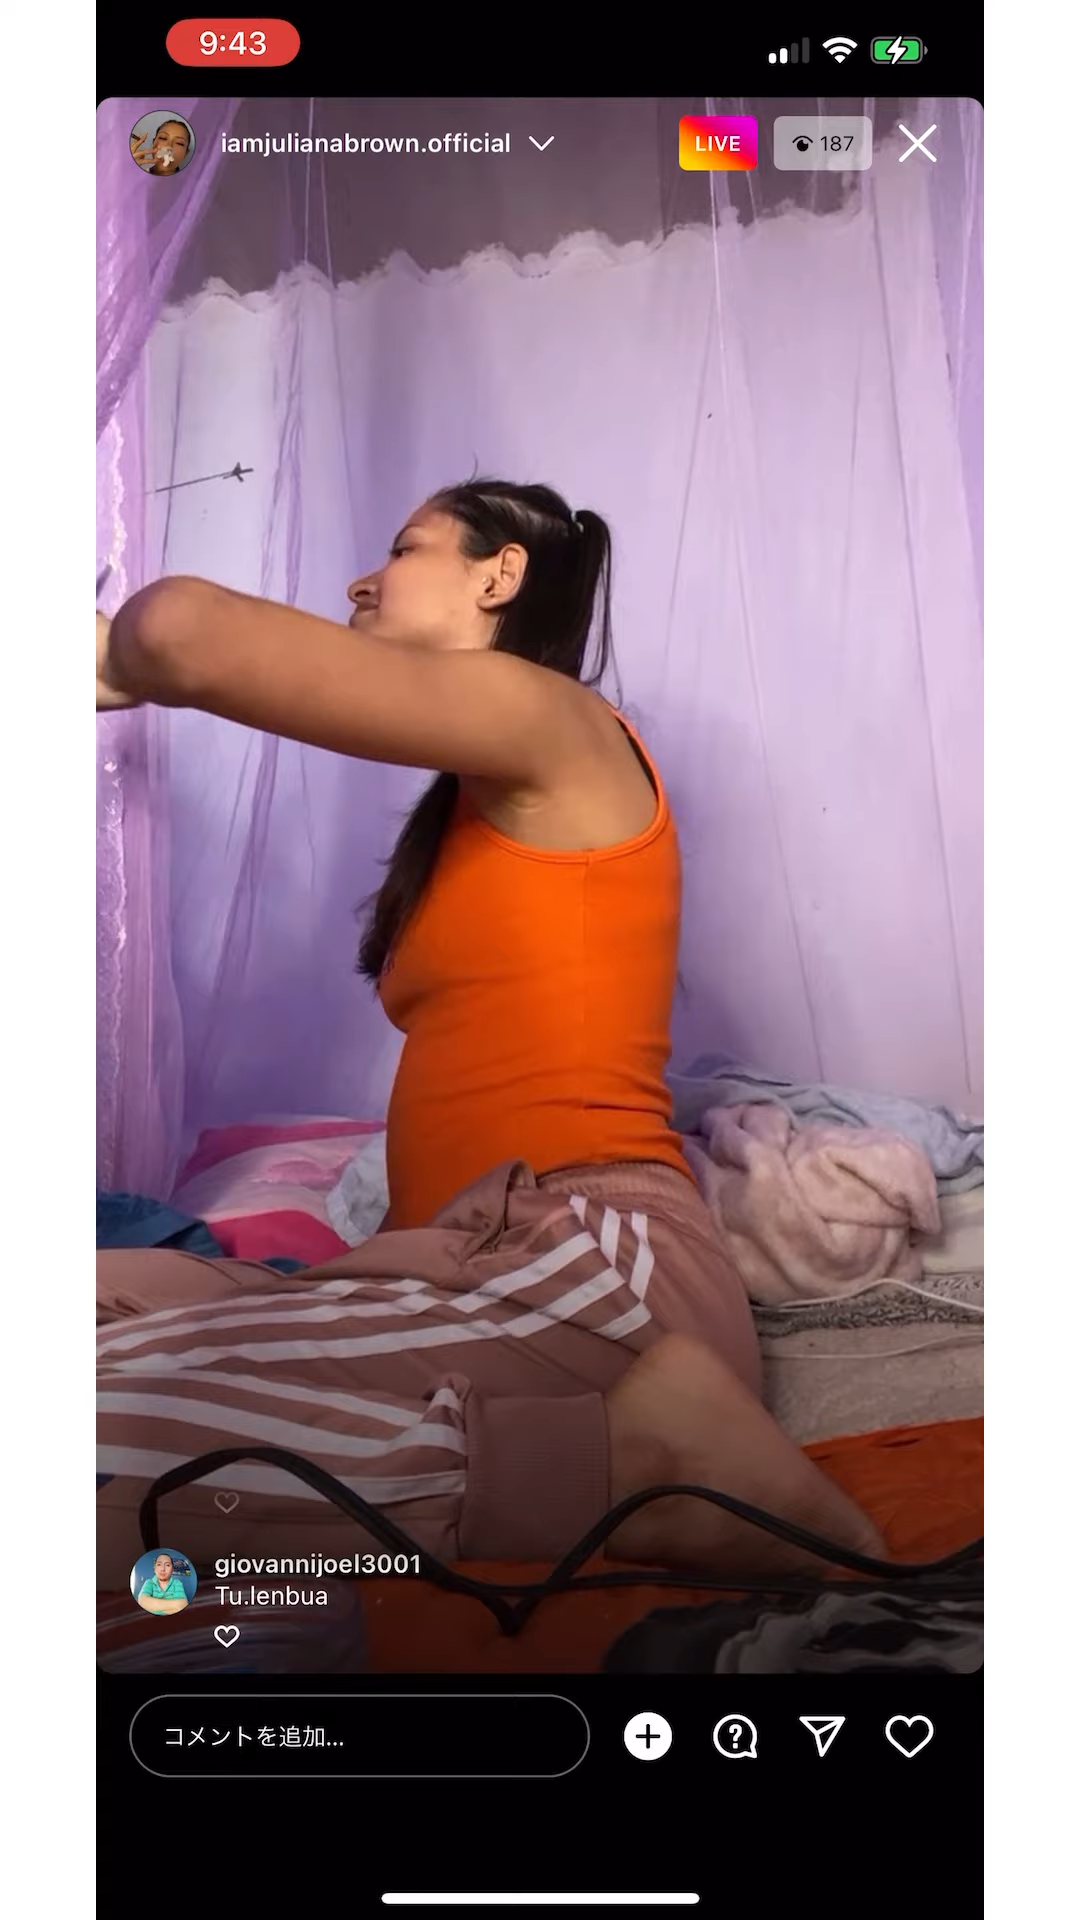 9:43
iamjulianabrown.official
LIVE
187
giovannijoel3001
Tu.lenbua
コメントを追加...